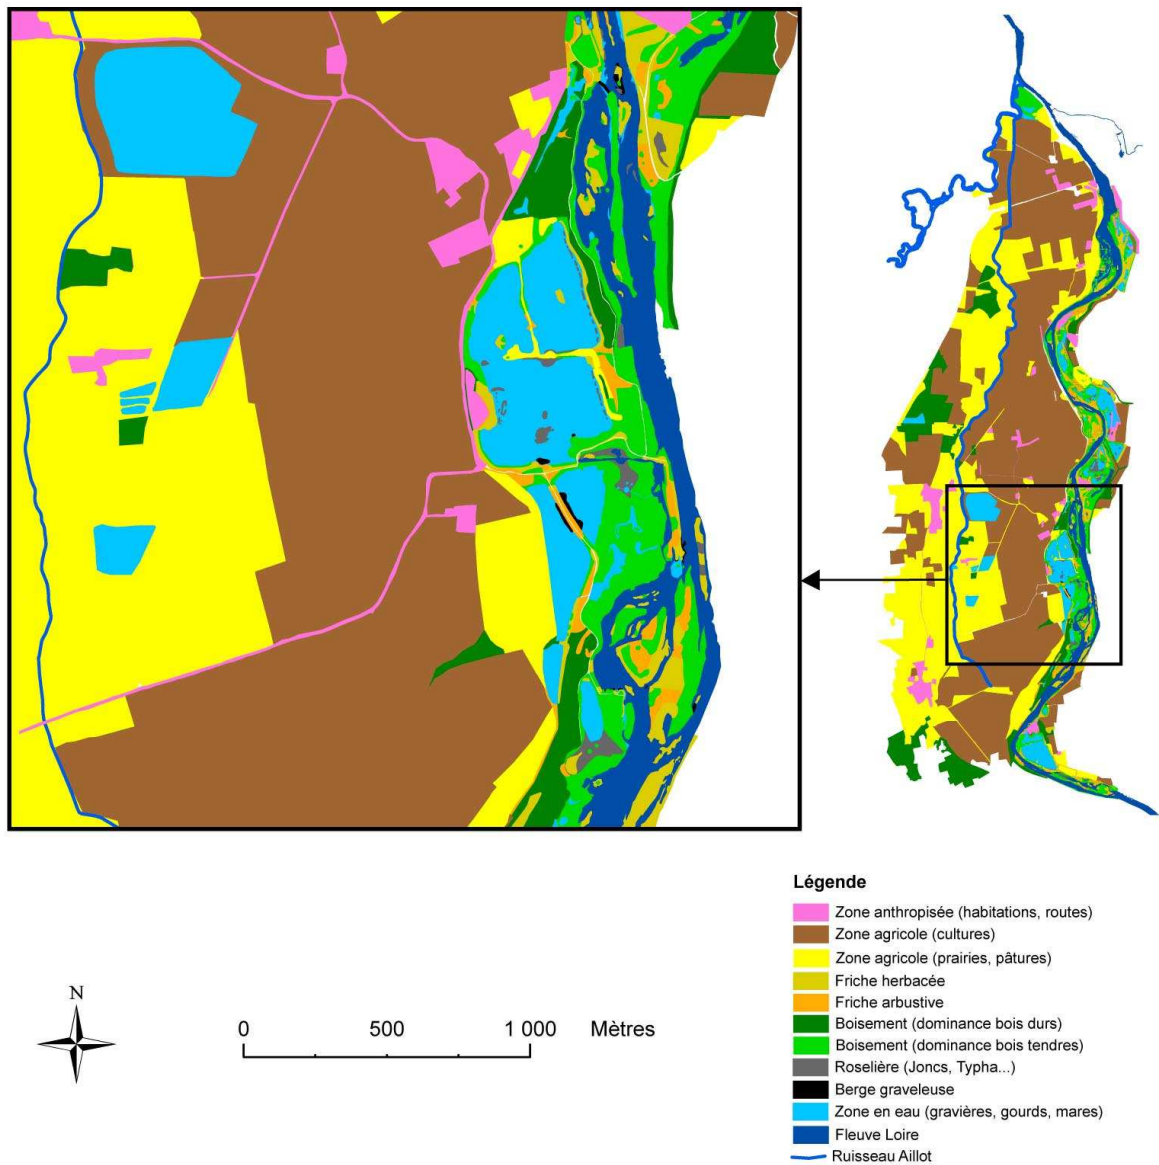 Légende
Zone anthropisée (habitations, routes)
Zone agricole (cultures)
Zone agricole (prairies, pâtures)
Friche herbacée
Friche arbustive
Boisement (dominance bois durs)
Boisement (dominance bois tendres)
Roselière (Joncs, Typha...)
Berge graveleuse
Zone en eau (gravières, gourds, mares)
Fleuve Loire
Ruisseau Aillot
N
0 500 1 000 Mètres